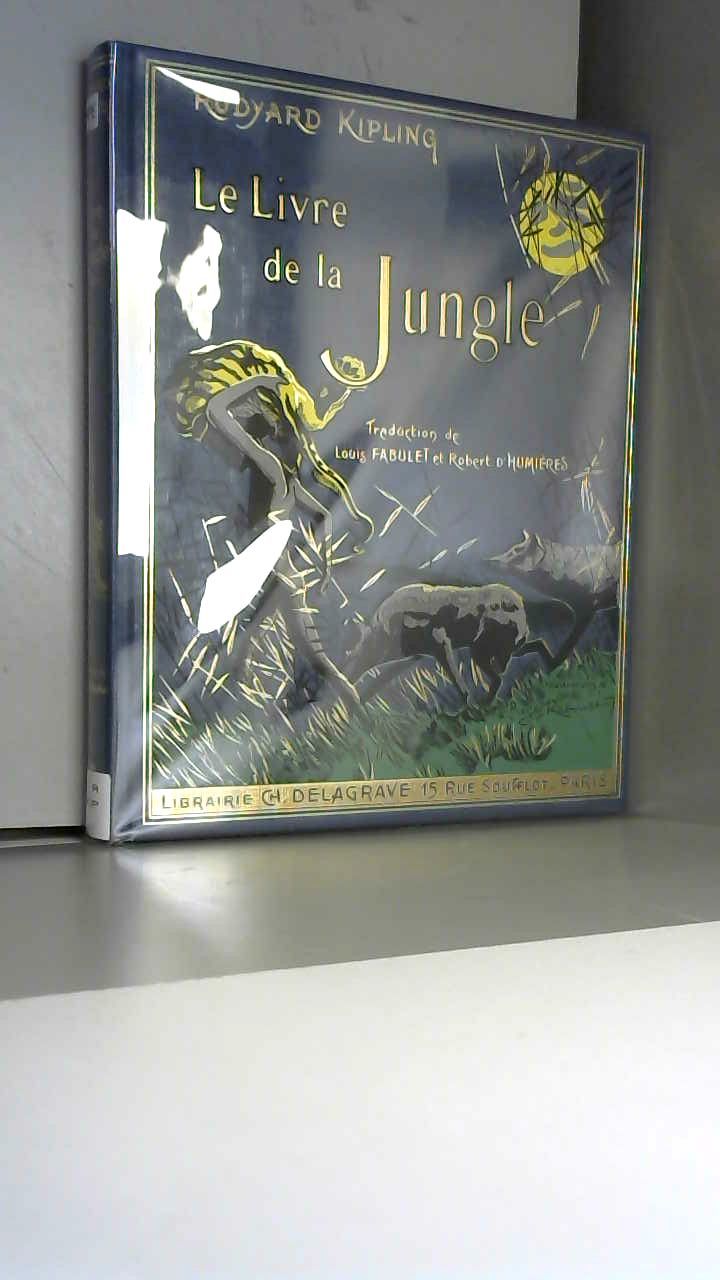 RUDYARD KIPLING
Le Livre
de la
Jungle
Traduction de
Louis FABULET et Robert D'HUMIÈRES
LIBRAIRIE CH. DELAGRAVE 15 RUE SOUFFLOT, PARIS
R
P